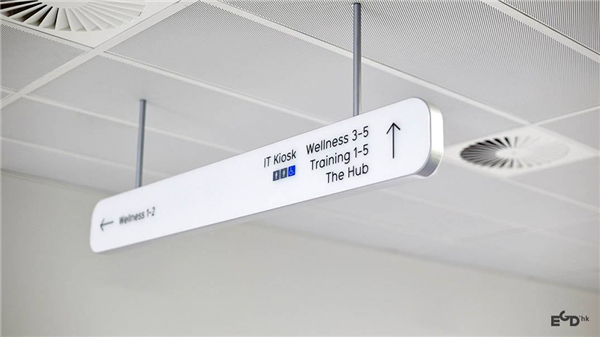 Wellness 1-2
IT Kiosk
Wellness 3-5
Training 1-5
The Hub
EGD.hk